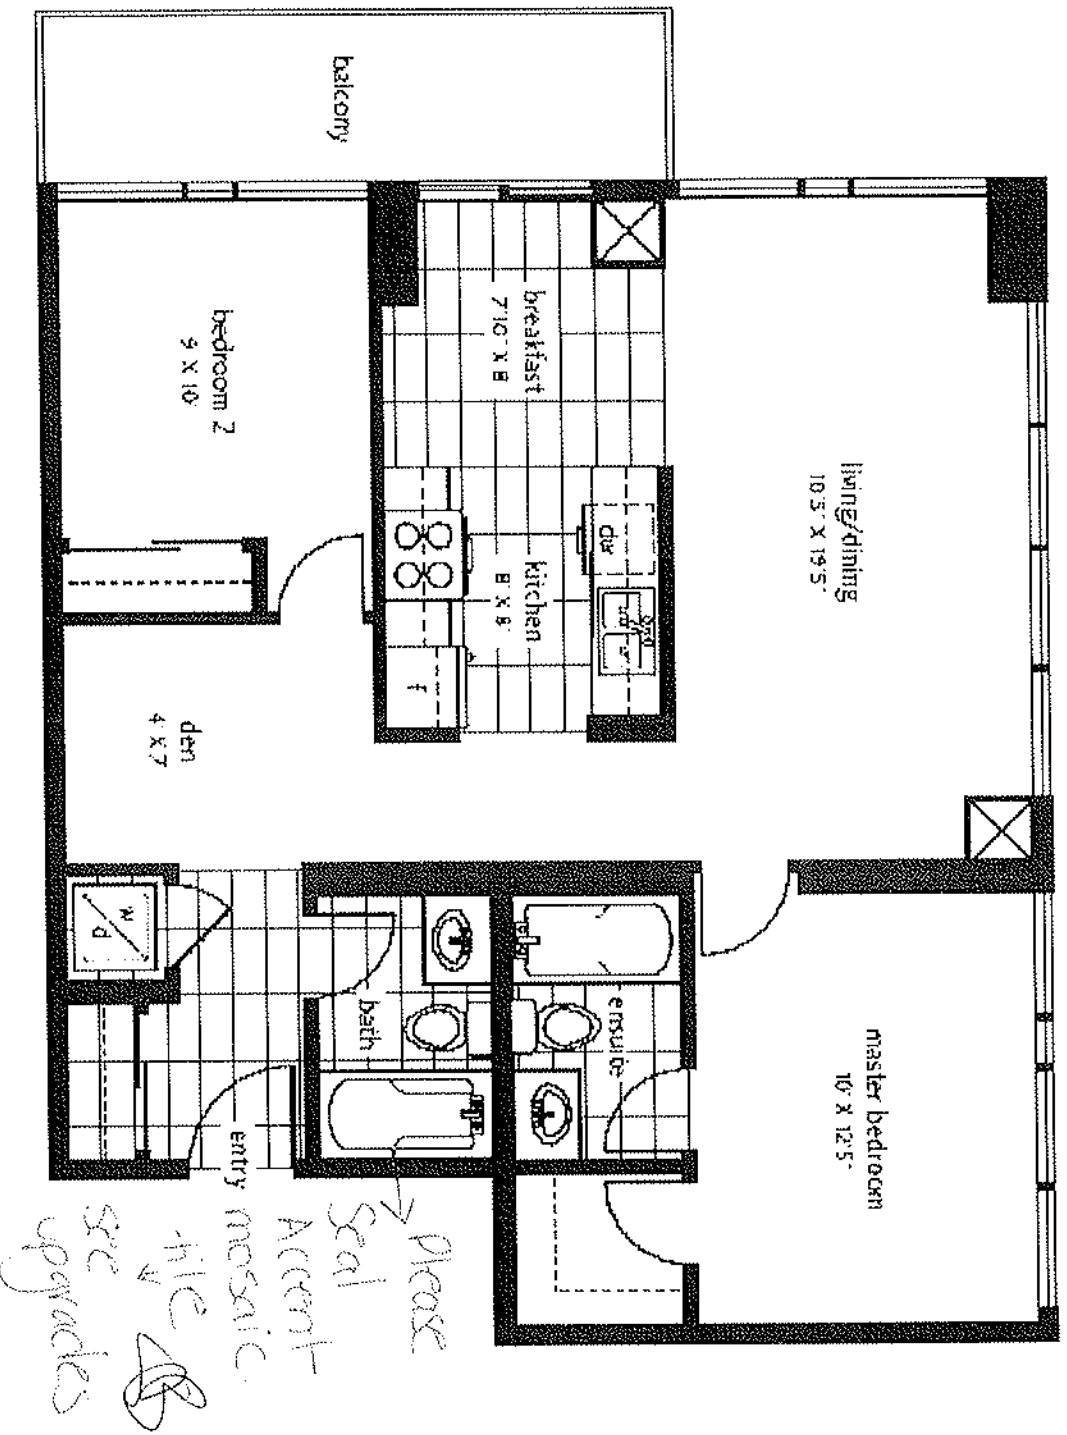 master bedroom
10' X 12'5"
living/dining
10'5" X 19'5"
ensuite
dw
breakfast
7'10" X 8'
kitchen
8' X 8'
f
bath
balcony
entry
bedroom 2
9' X 10'
den
4' X 7'
w
d
Please
Seal
Accent
mosaic
tile
see
upgrades